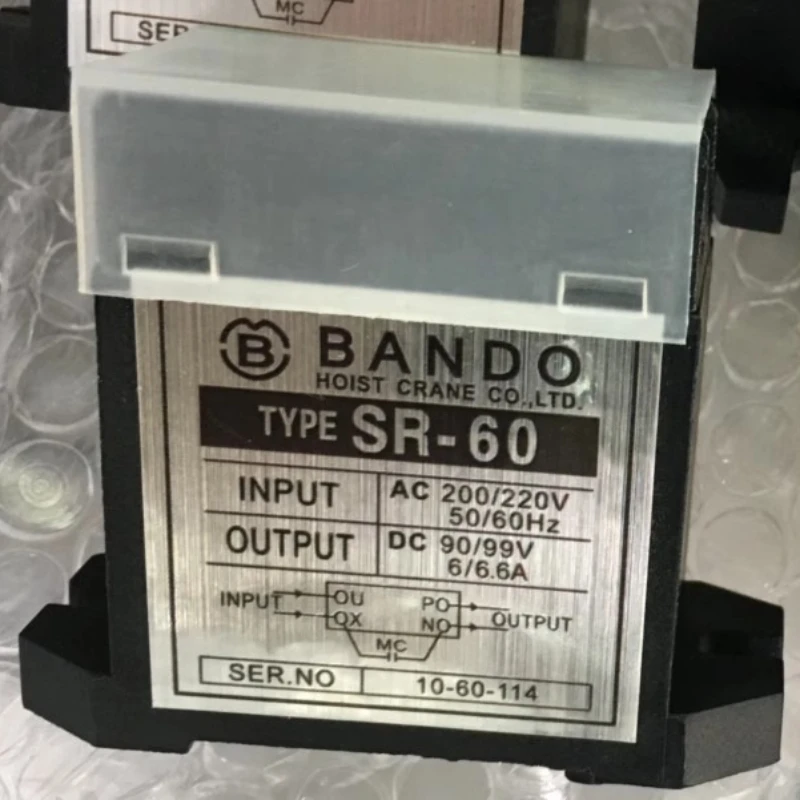 MC
SER
B BANDO
HOIST CRANE CO.,LTD.
TYPE SR-60
INPUT AC 200/220V
50/60Hz
OUTPUT DC 90/99V
6/6.6A
INPUT OU PO OUTPUT
OX NO
MC
SER.NO 10-60-114